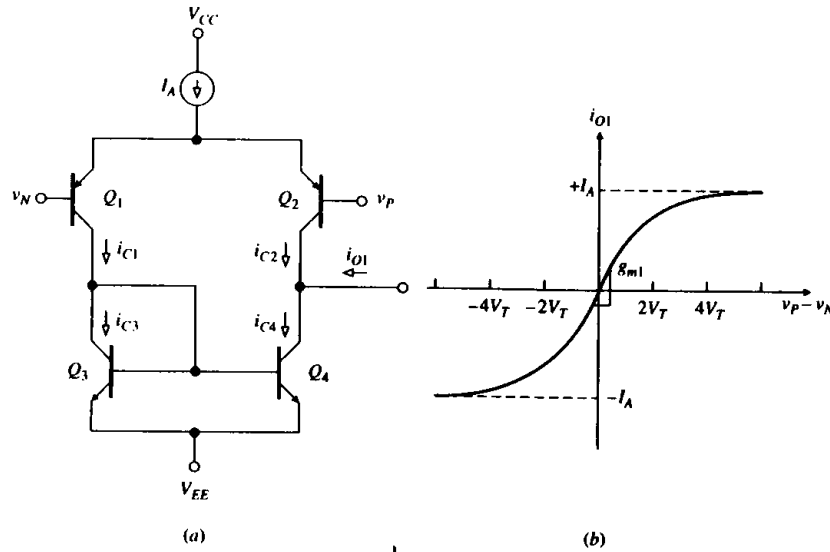 V_CC
I_A
v_N
Q_1
Q_2
v_P
i_C1
i_C2
i_O1
i_C3
i_C4
Q_3
Q_4
V_EE
(a)
i_O1
+I_A
g_m1
-4V_T
-2V_T
2V_T
4V_T
v_P - v_N
-I_A
(b)